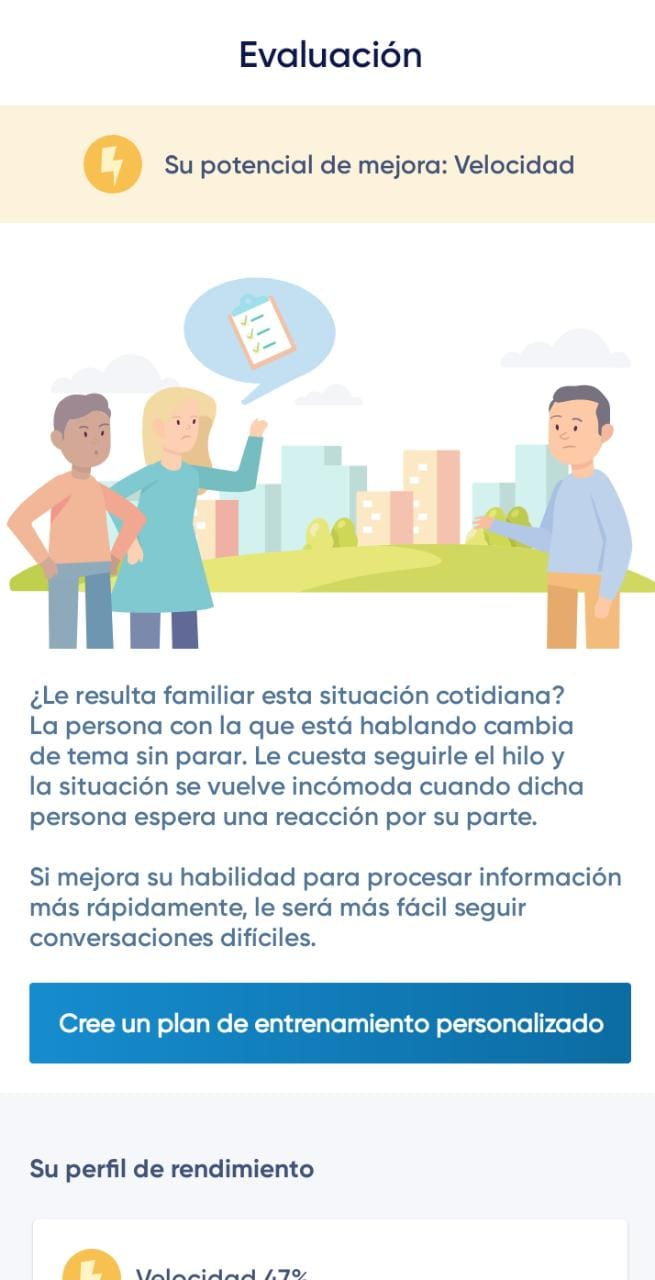 Evaluación
Su potencial de mejora: Velocidad
¿Le resulta familiar esta situación cotidiana?
La persona con la que está hablando cambia
de tema sin parar. Le cuesta seguirle el hilo y
la situación se vuelve incómoda cuando dicha
persona espera una reacción por su parte.
Si mejora su habilidad para procesar información
más rápidamente, le será más fácil seguir
conversaciones difíciles.
Cree un plan de entrenamiento personalizado
Su perfil de rendimiento
Velocidad 47%